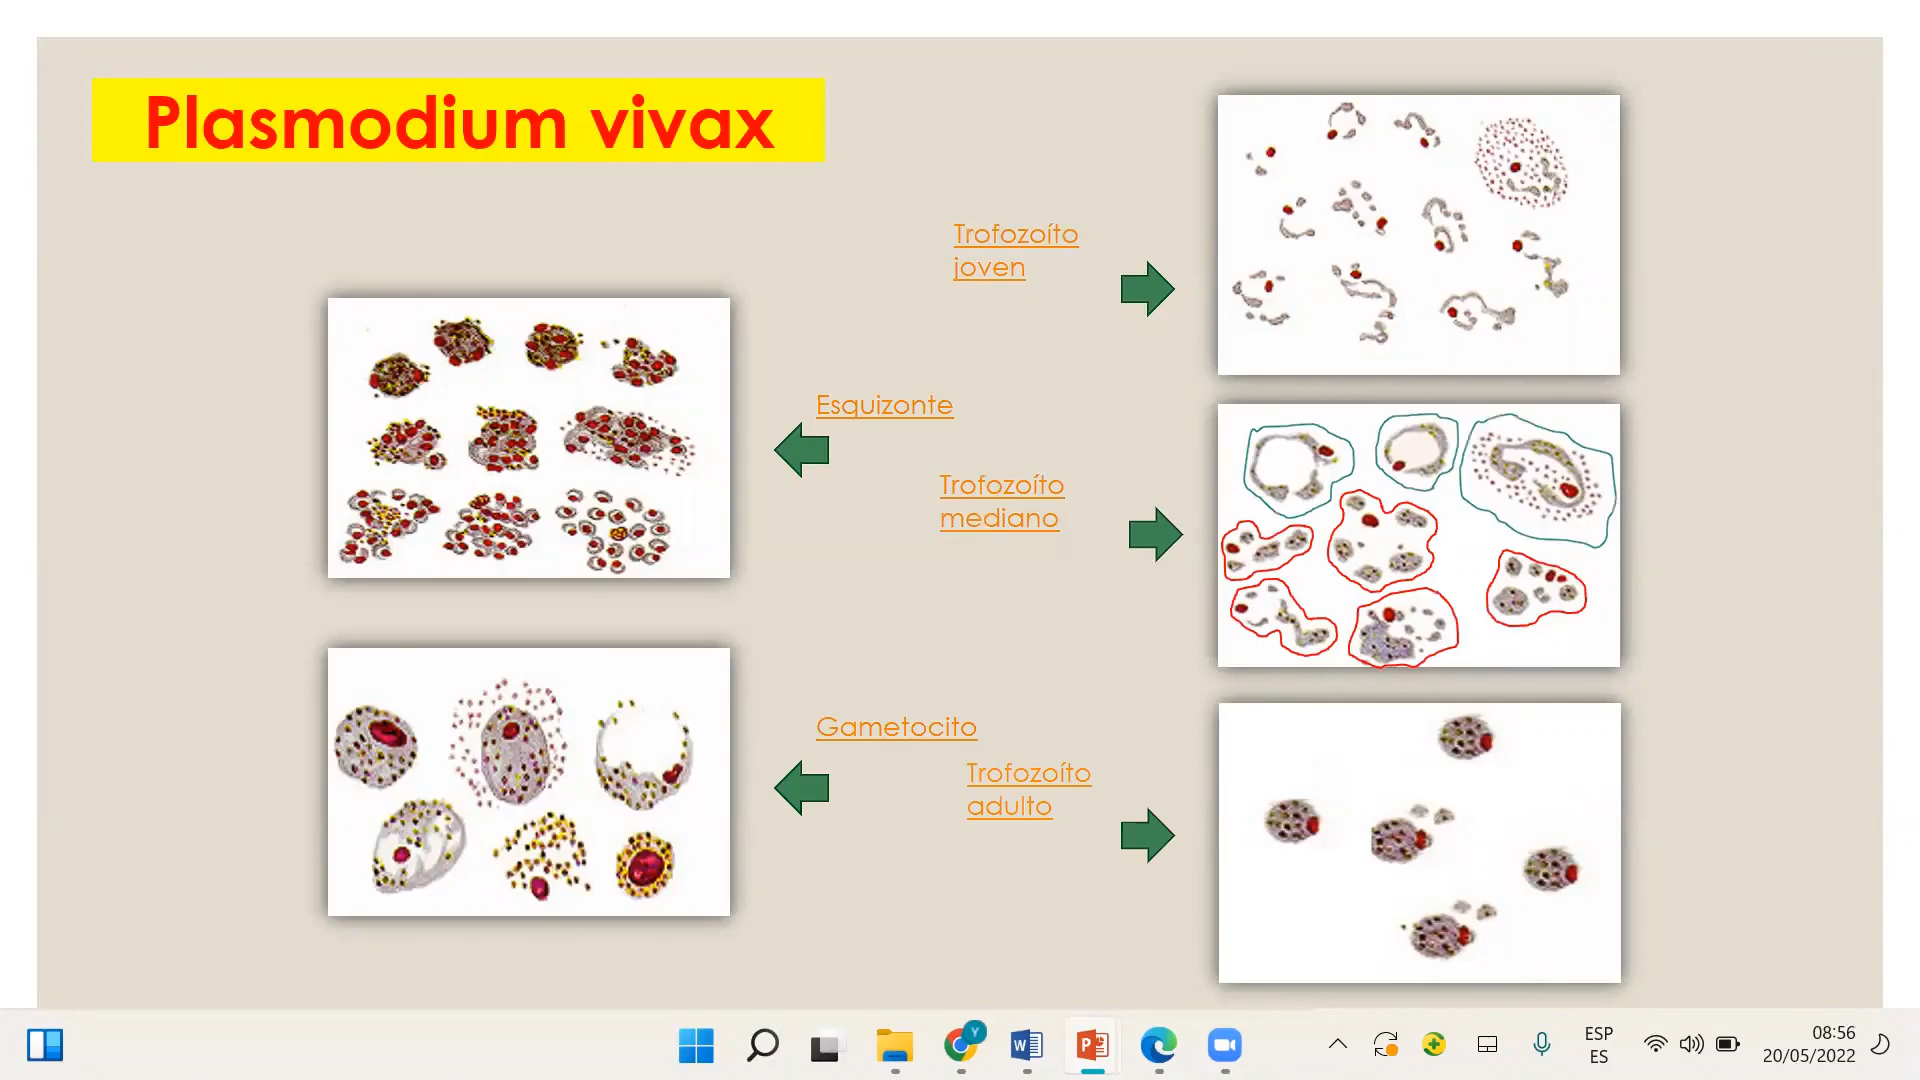 Plasmodium vivax
Trofozoíto
joven
Esquizonte
Trofozoíto
mediano
Gametocito
Trofozoíto
adulto
Y
W
P
ESP
ES
08:56
20/05/2022